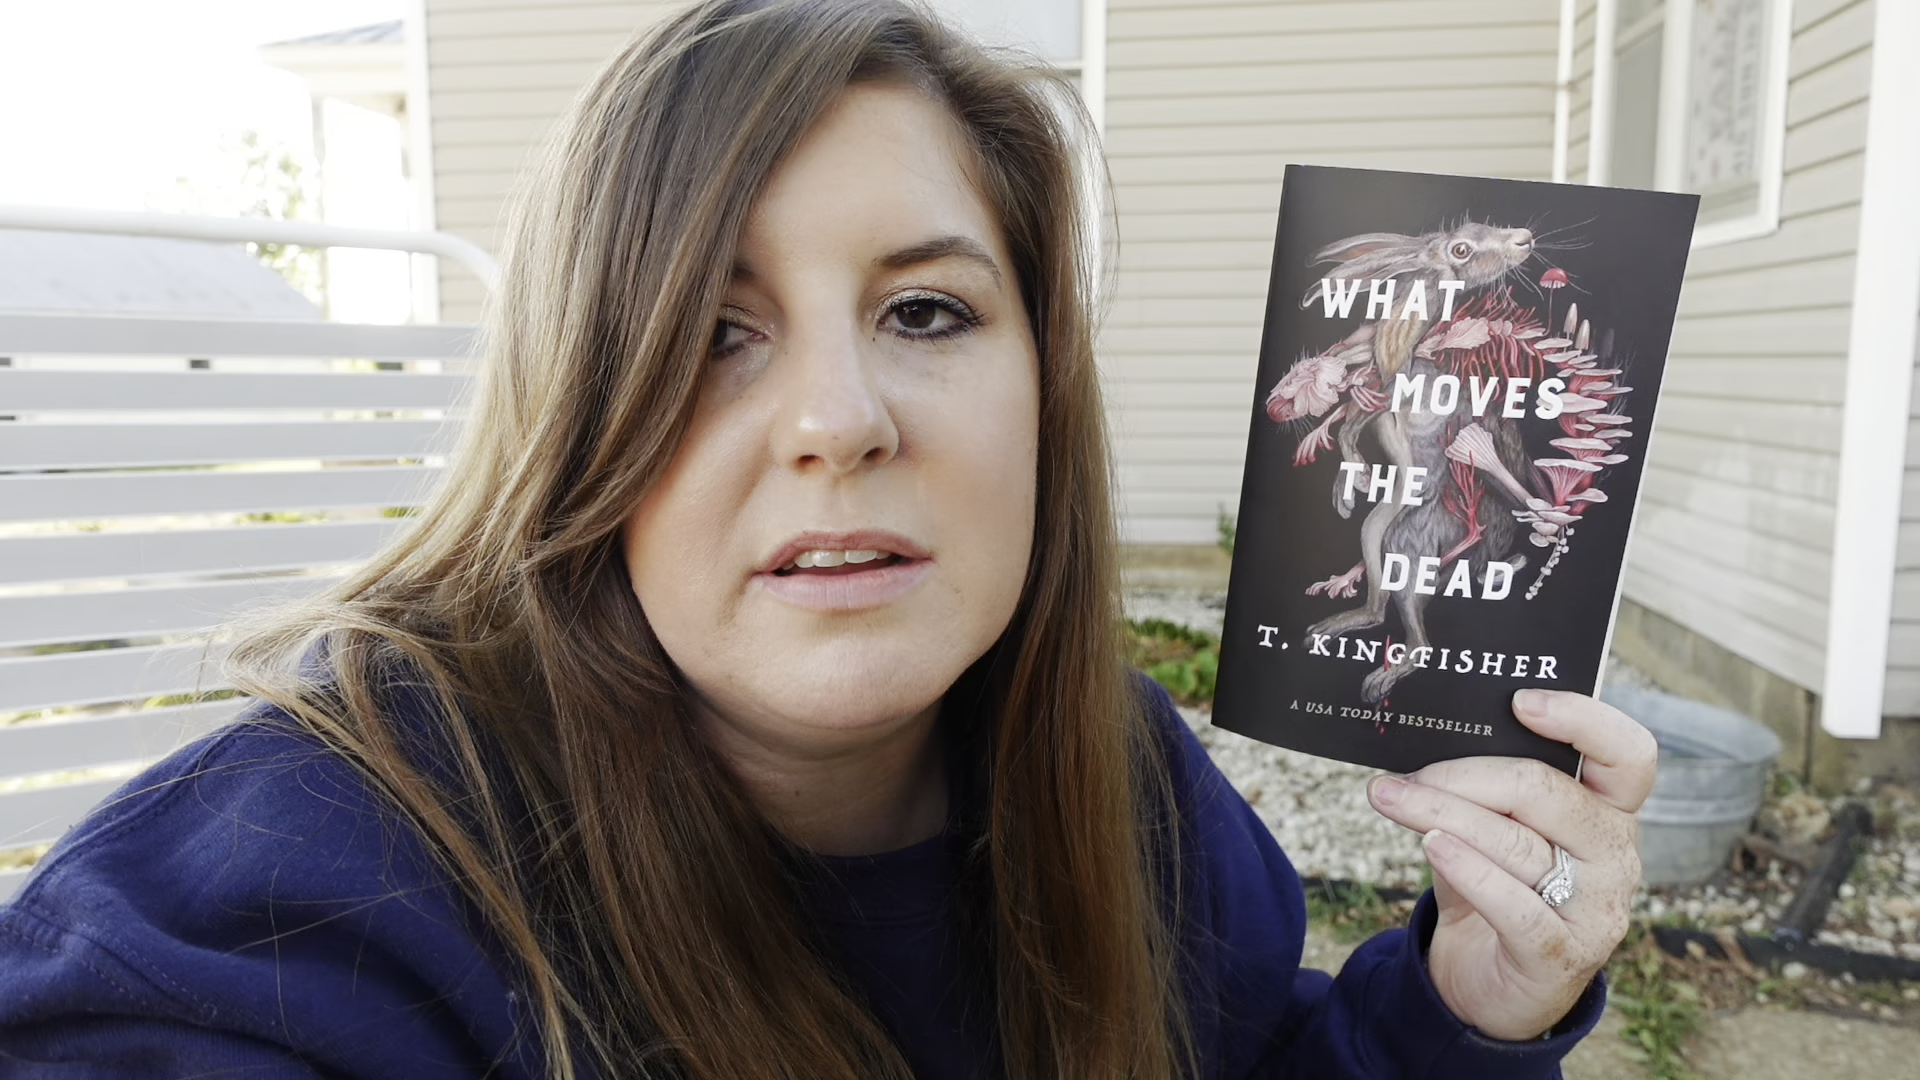 WHAT
MOVES
THE
DEAD
T. KINGFISHER
A USA TODAY BESTSELLER